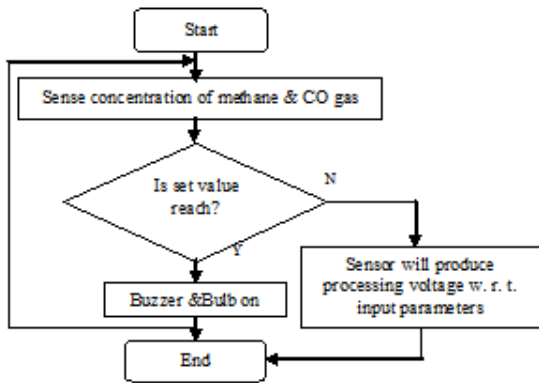 Start
Sense concentration of methane & CO gas
Is set value
reach?
N
Y
Sensor will produce
processing voltage w. r. t.
input parameters
Buzzer &Bulb on
End